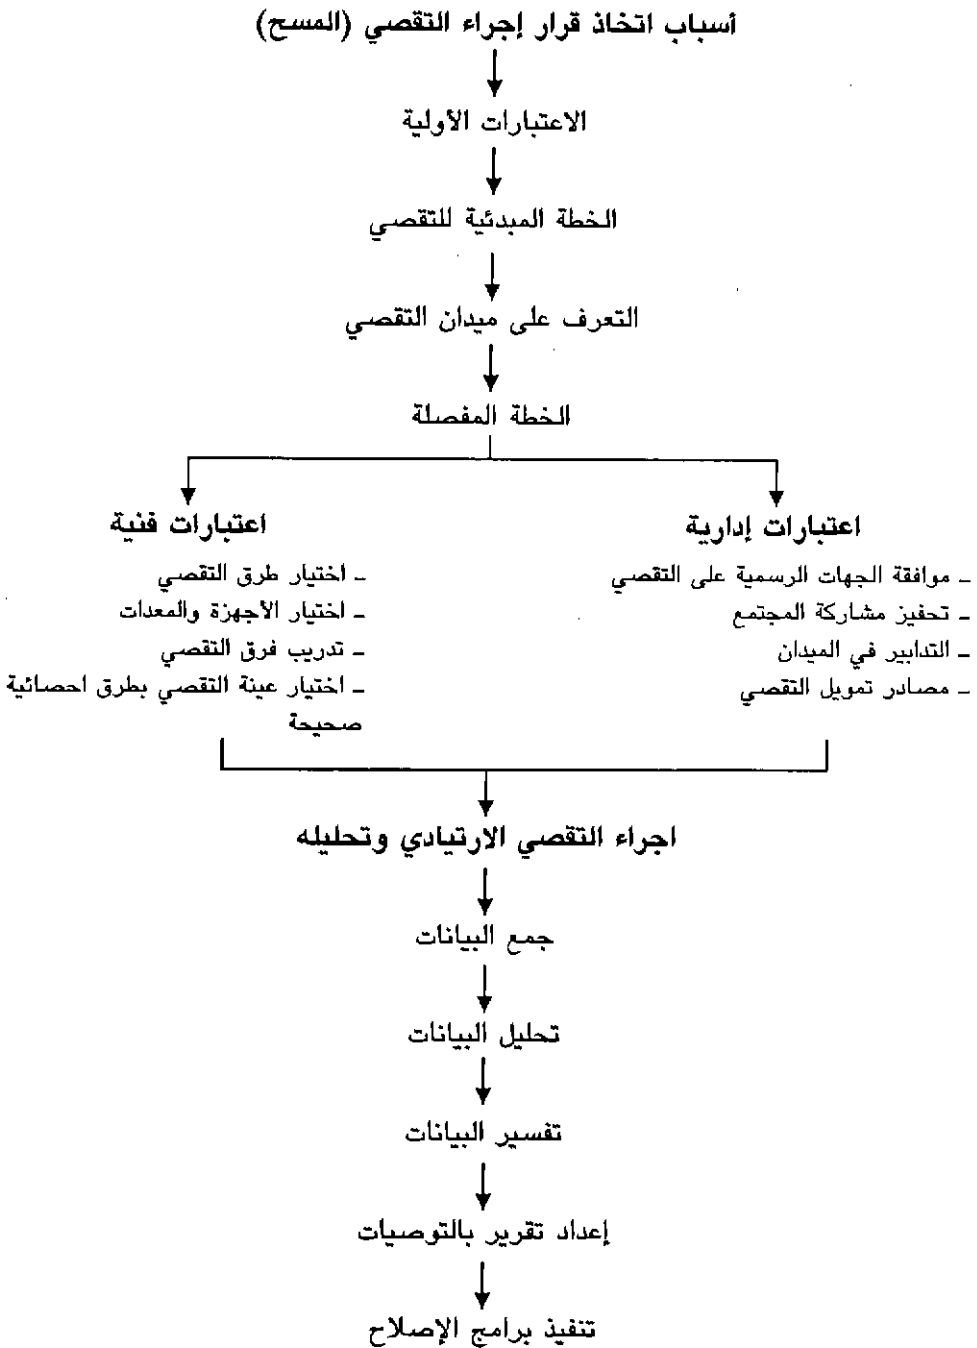 أسباب اتخاذ قرار إجراء التقصي (المسح)
الاعتبارات الأولية
الخطة المبدئية للتقصي
التعرف على ميدان التقصي
الخطة المفصلة
اعتبارات إدارية
– موافقة الجهات الرسمية على التقصي
– تحفيز مشاركة المجتمع
– التدابير في الميدان
– مصادر تمويل التقصي
اعتبارات فنية
– اختيار طرق التقصي
– اختيار الأجهزة والمعدات
– تدريب فرق التقصي
– اختيار عينة التقصي بطرق احصائية
صحيحة
اجراء التقصي الارتيادي وتحليله
جمع البيانات
تحليل البيانات
تفسير البيانات
إعداد تقرير بالتوصيات
تنفيذ برامج الإصلاح